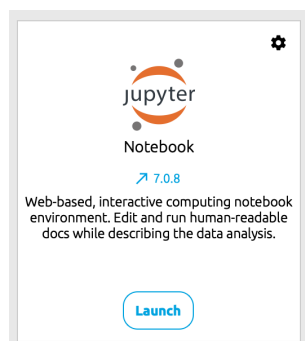 jupyter
Notebook
7.0.8
Web-based, interactive computing notebook
environment. Edit and run human-readable
docs while describing the data analysis.
Launch